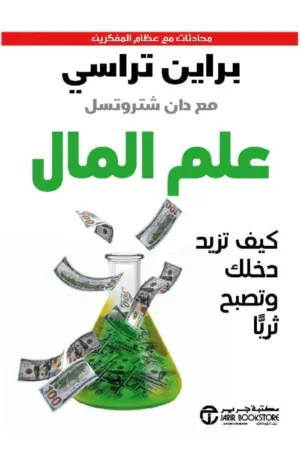 محادثات مع عظام المفكرين
براين تراسي
مع دان شتروتسل
علم المال
كيف تزيد
دخلك
وتصبح
ثريًّا
مكتبة جرير
JARIR BOOKSTORE